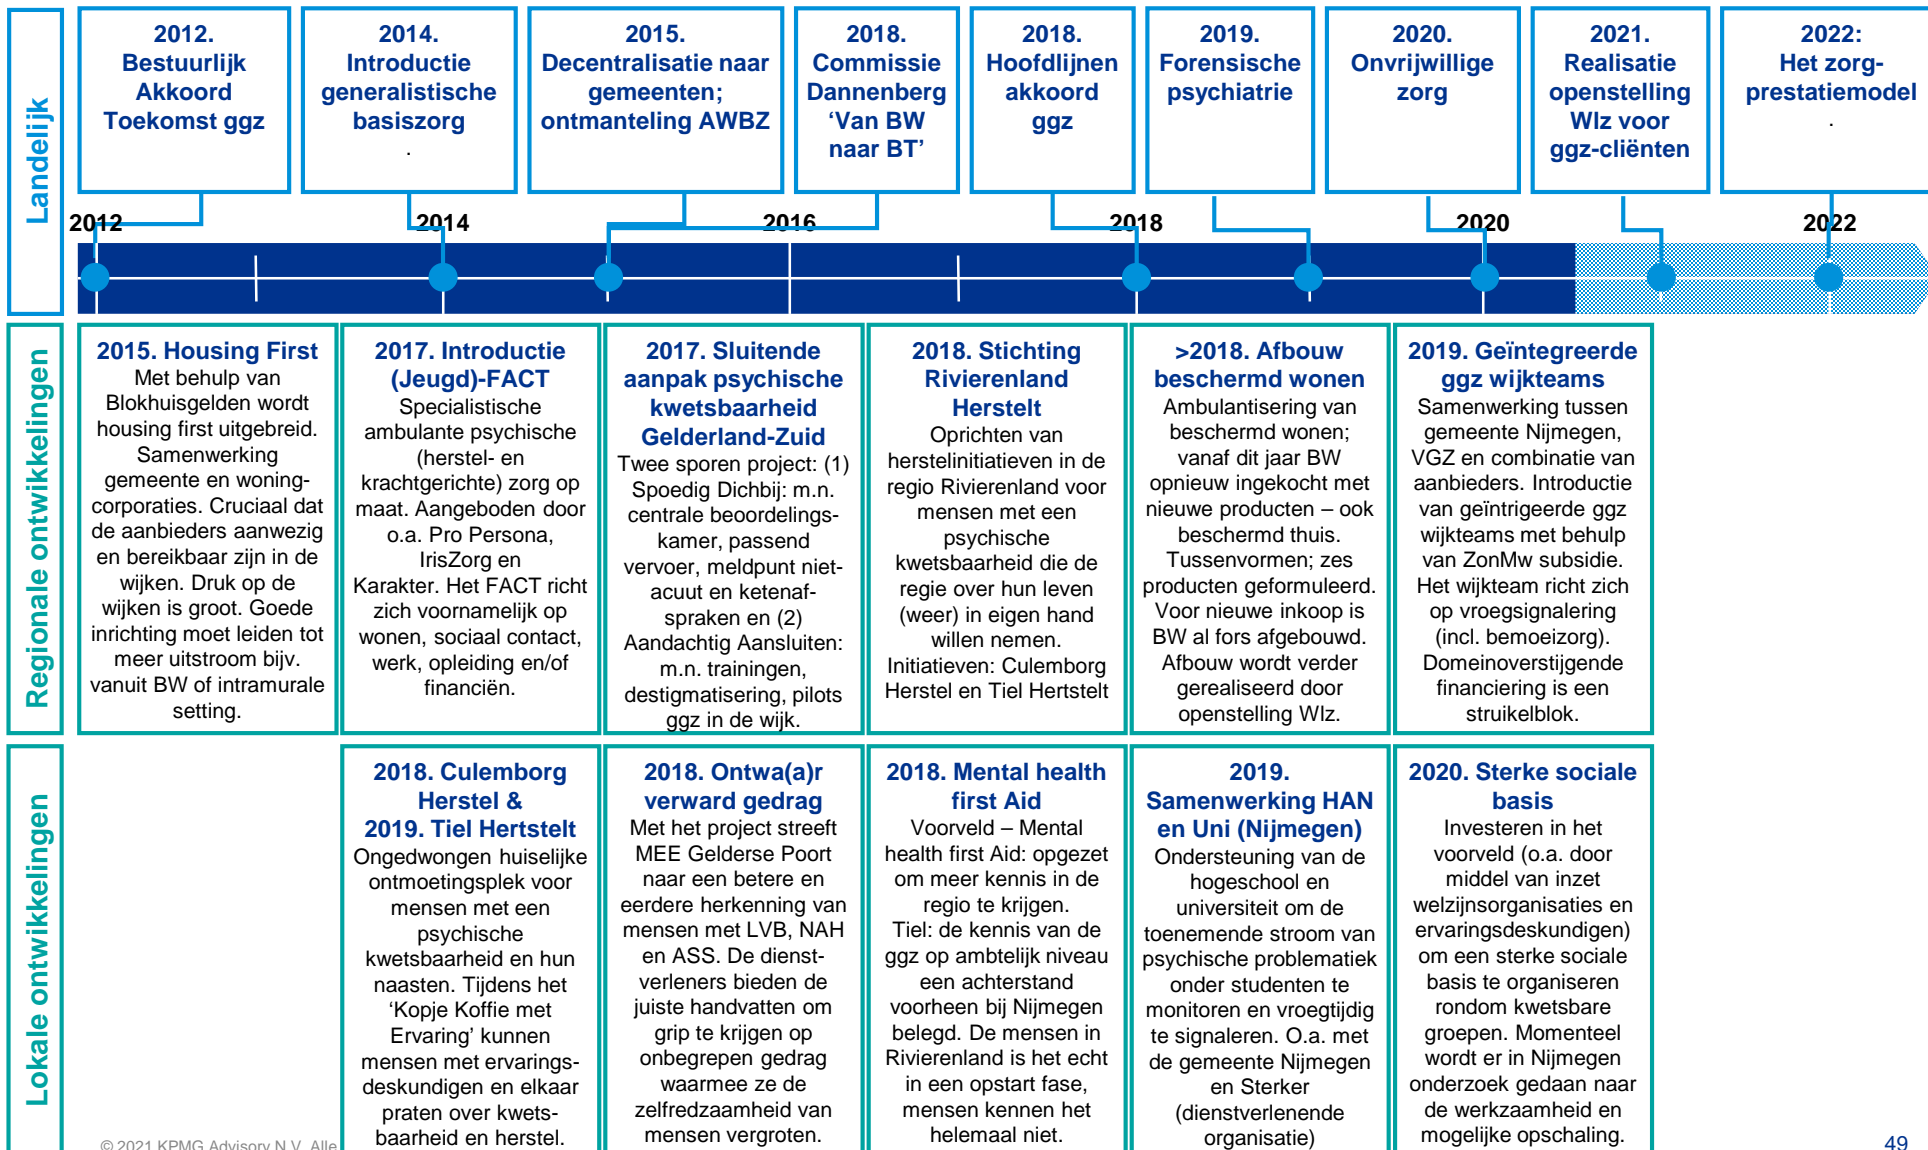 Landelijk
2012.
Bestuurlijk
Akkoord
Toekomst ggz
2014.
Introductie
generalistische
basiszorg
.
2015.
Decentralisatie naar
gemeenten;
ontmanteling AWBZ
2018.
Commissie
Dannenberg
‘Van BW
naar BT’
2018.
Hoofdlijnen
akkoord
ggz
2019.
Forensische
psychiatrie
2020.
Onvrijwillige
zorg
2021.
Realisatie
openstelling
Wlz voor
ggz-cliënten
2022:
Het zorg-
prestatiemodel
.
2012
2014
2016
2018
2020
2022
Regionale ontwikkelingen
2015. Housing First
Met behulp van
Blokhuisgelden wordt
housing first uitgebreid.
Samenwerking
gemeente en woning-
corporaties. Cruciaal dat
de aanbieders aanwezig
en bereikbaar zijn in de
wijken. Druk op de
wijken is groot. Goede
inrichting moet leiden tot
meer uitstroom bijv.
vanuit BW of intramurale
setting.
2017. Introductie
(Jeugd)-FACT
Specialistische
ambulante psychische
(herstel- en
krachtgerichte) zorg op
maat. Aangeboden door
o.a. Pro Persona,
IrisZorg en
Karakter. Het FACT richt
zich voornamelijk op
wonen, sociaal contact,
werk, opleiding en/of
financiën.
2017. Sluitende
aanpak psychische
kwetsbaarheid
Gelderland-Zuid
Twee sporen project: (1)
Spoedig Dichbij: m.n.
centrale beoordelings-
kamer, passend
vervoer, meldpunt niet-
acuut en ketenaf-
spraken en (2)
Aandachtig Aansluiten:
m.n. trainingen,
destigmatisering, pilots
ggz in de wijk.
2018. Stichting
Rivierenland
Herstelt
Oprichten van
herstelinitiatieven in de
regio Rivierenland voor
mensen met een
psychische
kwetsbaarheid die de
regie over hun leven
(weer) in eigen hand
willen nemen.
Initiatieven: Culemborg
Herstel en Tiel Hertstelt
>2018. Afbouw
beschermd wonen
Ambulantisering van
beschermd wonen;
vanaf dit jaar BW
opnieuw ingekocht met
nieuwe producten – ook
beschermd thuis.
Tussenvormen; zes
producten geformuleerd.
Voor nieuwe inkoop is
BW al fors afgebouwd.
Afbouw wordt verder
gerealiseerd door
openstelling Wlz.
2019. Geïntegreerde
ggz wijkteams
Samenwerking tussen
gemeente Nijmegen,
VGZ en combinatie van
aanbieders. Introductie
van geïntrigeerde ggz
wijkteams met behulp
van ZonMw subsidie.
Het wijkteam richt zich
op vroegsignalering
(incl. bemoeizorg).
Domeinoverstijgende
financiering is een
struikelblok.
Lokale ontwikkelingen
2018. Culemborg
Herstel &
2019. Tiel Hertstelt
Ongedwongen huiselijke
ontmoetingsplek voor
mensen met een
psychische
kwetsbaarheid en hun
naasten. Tijdens het
‘Kopje Koffie met
Ervaring’ kunnen
mensen met ervarings-
deskundigen en elkaar
praten over kwets-
baarheid en herstel.
2018. Ontwa(a)r
verward gedrag
Met het project streeft
MEE Gelderse Poort
naar een betere en
eerdere herkenning van
mensen met LVB, NAH
en ASS. De dienst-
verleners bieden de
juiste handvatten om
grip te krijgen op
onbegrepen gedrag
waarmee ze de
zelfredzaamheid van
mensen vergroten.
2018. Mental health
first Aid
Voorveld – Mental
health first Aid: opgezet
om meer kennis in de
regio te krijgen.
Tiel: de kennis van de
ggz op ambtelijk niveau
een achterstand
voorheen bij Nijmegen
belegd. De mensen in
Rivierenland is het echt
in een opstart fase,
mensen kennen het
helemaal niet.
2019.
Samenwerking HAN
en Uni (Nijmegen)
Ondersteuning van de
hogeschool en
universiteit om de
toenemende stroom van
psychische problematiek
onder studenten te
monitoren en vroegtijdig
te signaleren. O.a. met
de gemeente Nijmegen
en Sterker
(dienstverlenende
organisatie)
2020. Sterke sociale
basis
Investeren in het
voorveld (o.a. door
middel van inzet
welzijnsorganisaties en
ervaringsdeskundigen)
om een sterke sociale
basis te organiseren
rondom kwetsbare
groepen. Momenteel
wordt er in Nijmegen
onderzoek gedaan naar
de werkzaamheid en
mogelijke opschaling.
© 2021 KPMG Advisory N.V. Alle
49